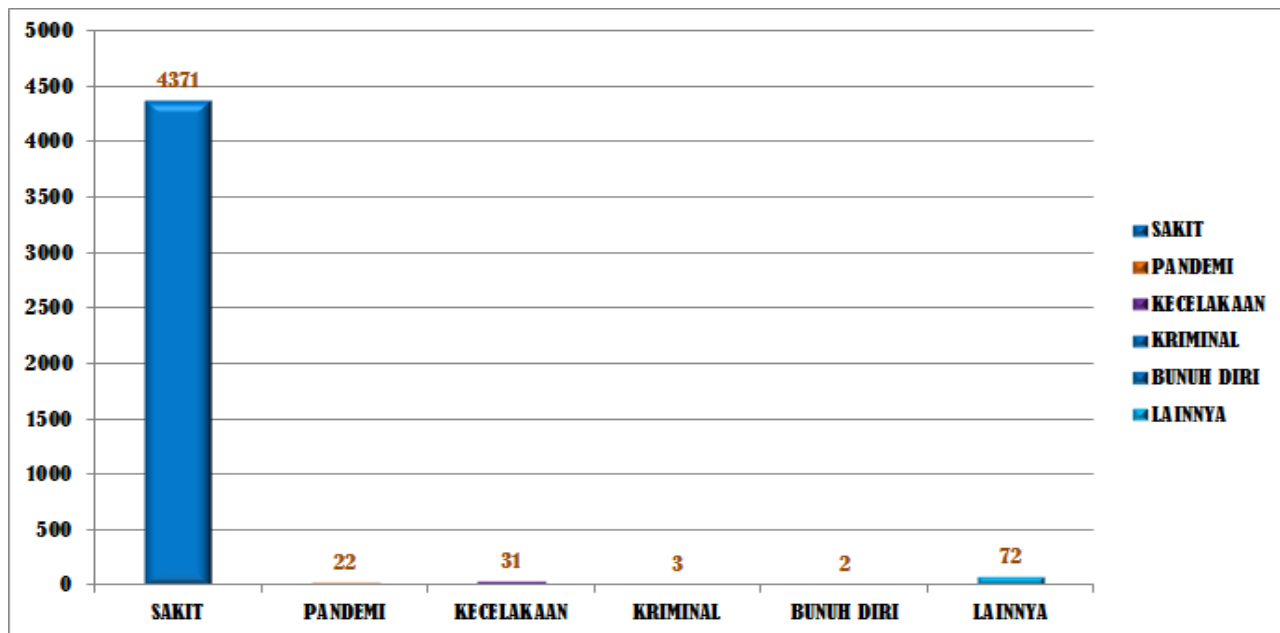 5000
4500
4000
3500
3000
2500
2000
1500
1000
500
0
4371
22
31
3
2
72
SAKIT
PANDEMI
KECELAKAAN
KRIMINAL
BUNUH DIRI
LAINNYA
SAKIT
PANDEMI
KECELAKAAN
KRIMINAL
BUNUH DIRI
LAINNYA